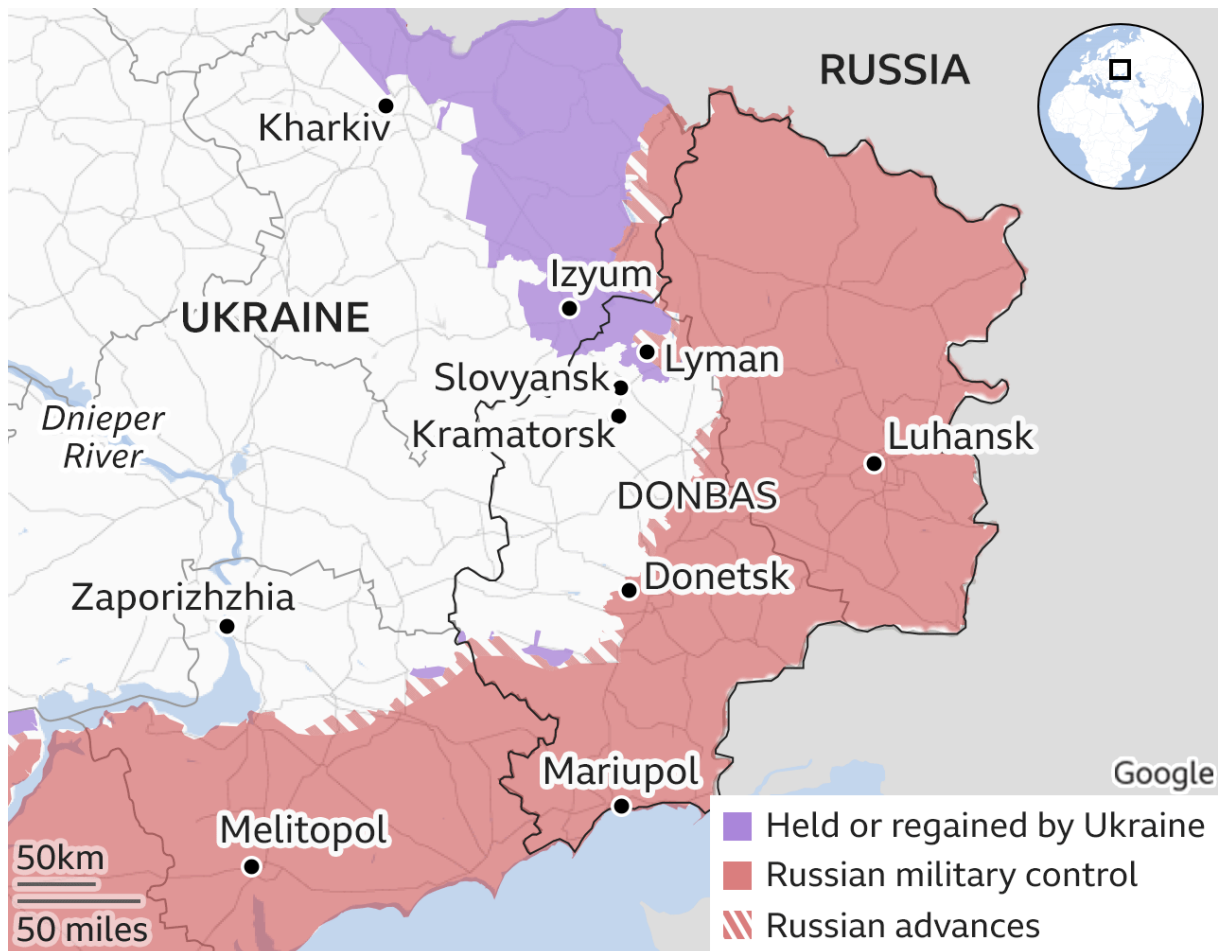 RUSSIA
Kharkiv
Izyum
UKRAINE
Lyman
Slovyansk
Dnieper
River
Kramatorsk
Luhansk
DONBAS
Donetsk
Zaporizhzhia
Mariupol
Google
Melitopol
Held or regained by Ukraine
50km
Russian military control
50 miles
Russian advances